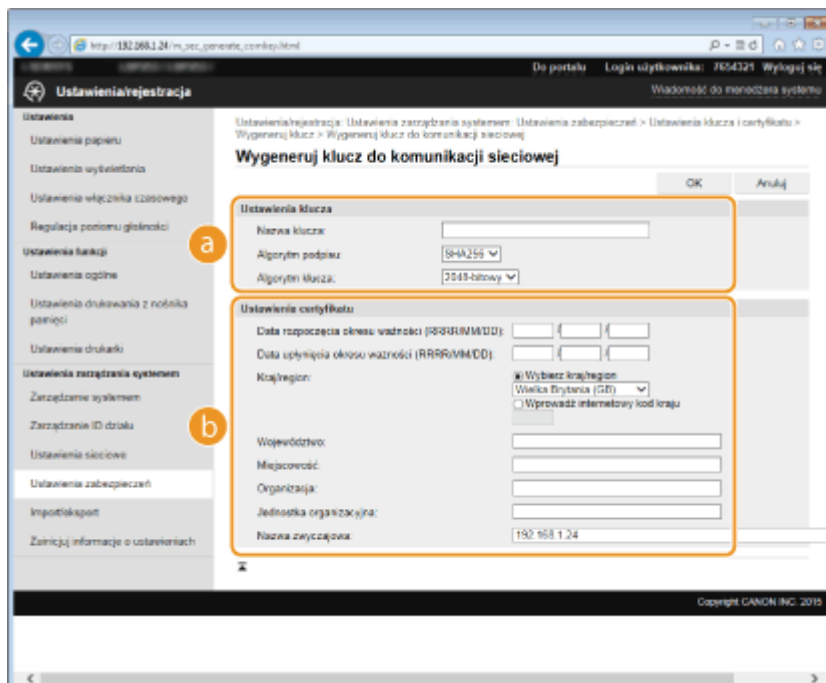 http://192.168.1.24/m_sec_generate_comkey.html
Do portalu Login użytkownika: 7654321 Wyloguj się
Ustawienia/rejestracja
Wiadomość do menedżera systemu
Ustawienia
Ustawienia papieru
Ustawienia wyświetlania
Ustawienia włącznika czasowego
Regulacja poziomu głośności
Ustawienia funkcji
Ustawienia ogólne
Ustawienia drukowania z nośnika
pamięci
Ustawienia drukarki
Ustawienia zarządzania systemem
Zarządzanie systemem
Zarządzanie ID działu
Ustawienia sieciowe
Ustawienia zabezpieczeń
Import/eksport
Zainicjuj informacje o ustawieniach
Ustawienia/rejestracja: Ustawienia zarządzania systemem: Ustawienia zabezpieczeń > Ustawienia klucza i certyfikatu >
Wygeneruj klucz > Wygeneruj klucz do komunikacji sieciowej
Wygeneruj klucz do komunikacji sieciowej
OK Anuluj
a
Ustawienia klucza
Nazwa klucza:
Algorytm podpisu: SHA256
Algorytm klucza: 2048-bitowy
b
Ustawienia certyfikatu
Data rozpoczęcia okresu ważności (RRRR/MM/DD): / /
Data upłynięcia okresu ważności (RRRR/MM/DD): / /
Kraj/region: Wybierz kraj/region
Wielka Brytania (GB)
Wprowadź internetowy kod kraju
Województwo:
Miejscowość:
Organizacja:
Jednostka organizacyjna:
Nazwa zwyczajowa: 192.168.1.24
Copyright CANON INC. 2015